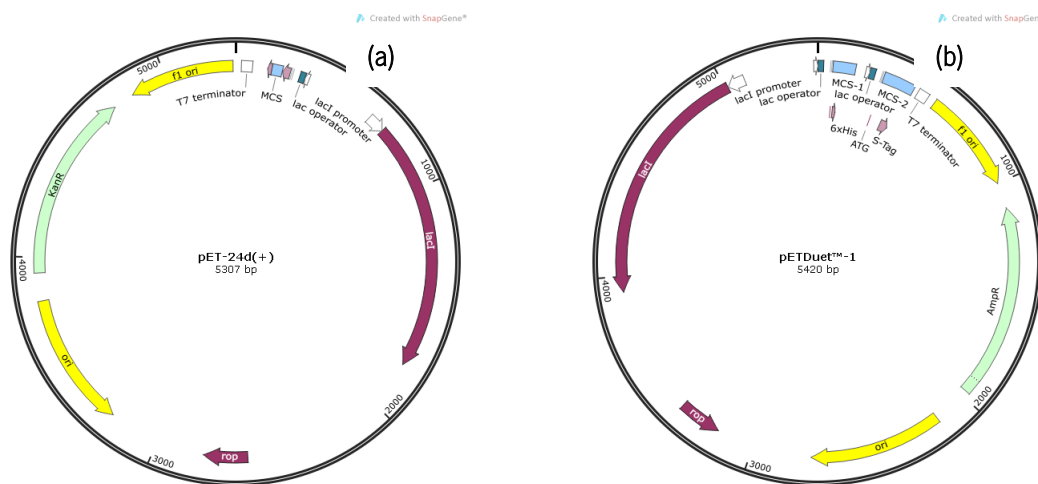 Created with SnapGene®
(a)
5000
f1 ori
T7 terminator
MCS
lac operator
lacI promoter
1000
KanR
lacI
pET-24d(+)
5307 bp
4000
ori
2000
3000
rop
Created with SnapGene®
(b)
5000
lacI promoter
lac operator
MCS-1
lac operator
MCS-2
T7 terminator
f1 ori
6xHis
ATG
S-Tag
1000
lacI
pETDuet™-1
5420 bp
4000
AmpR
2000
rop
ori
3000